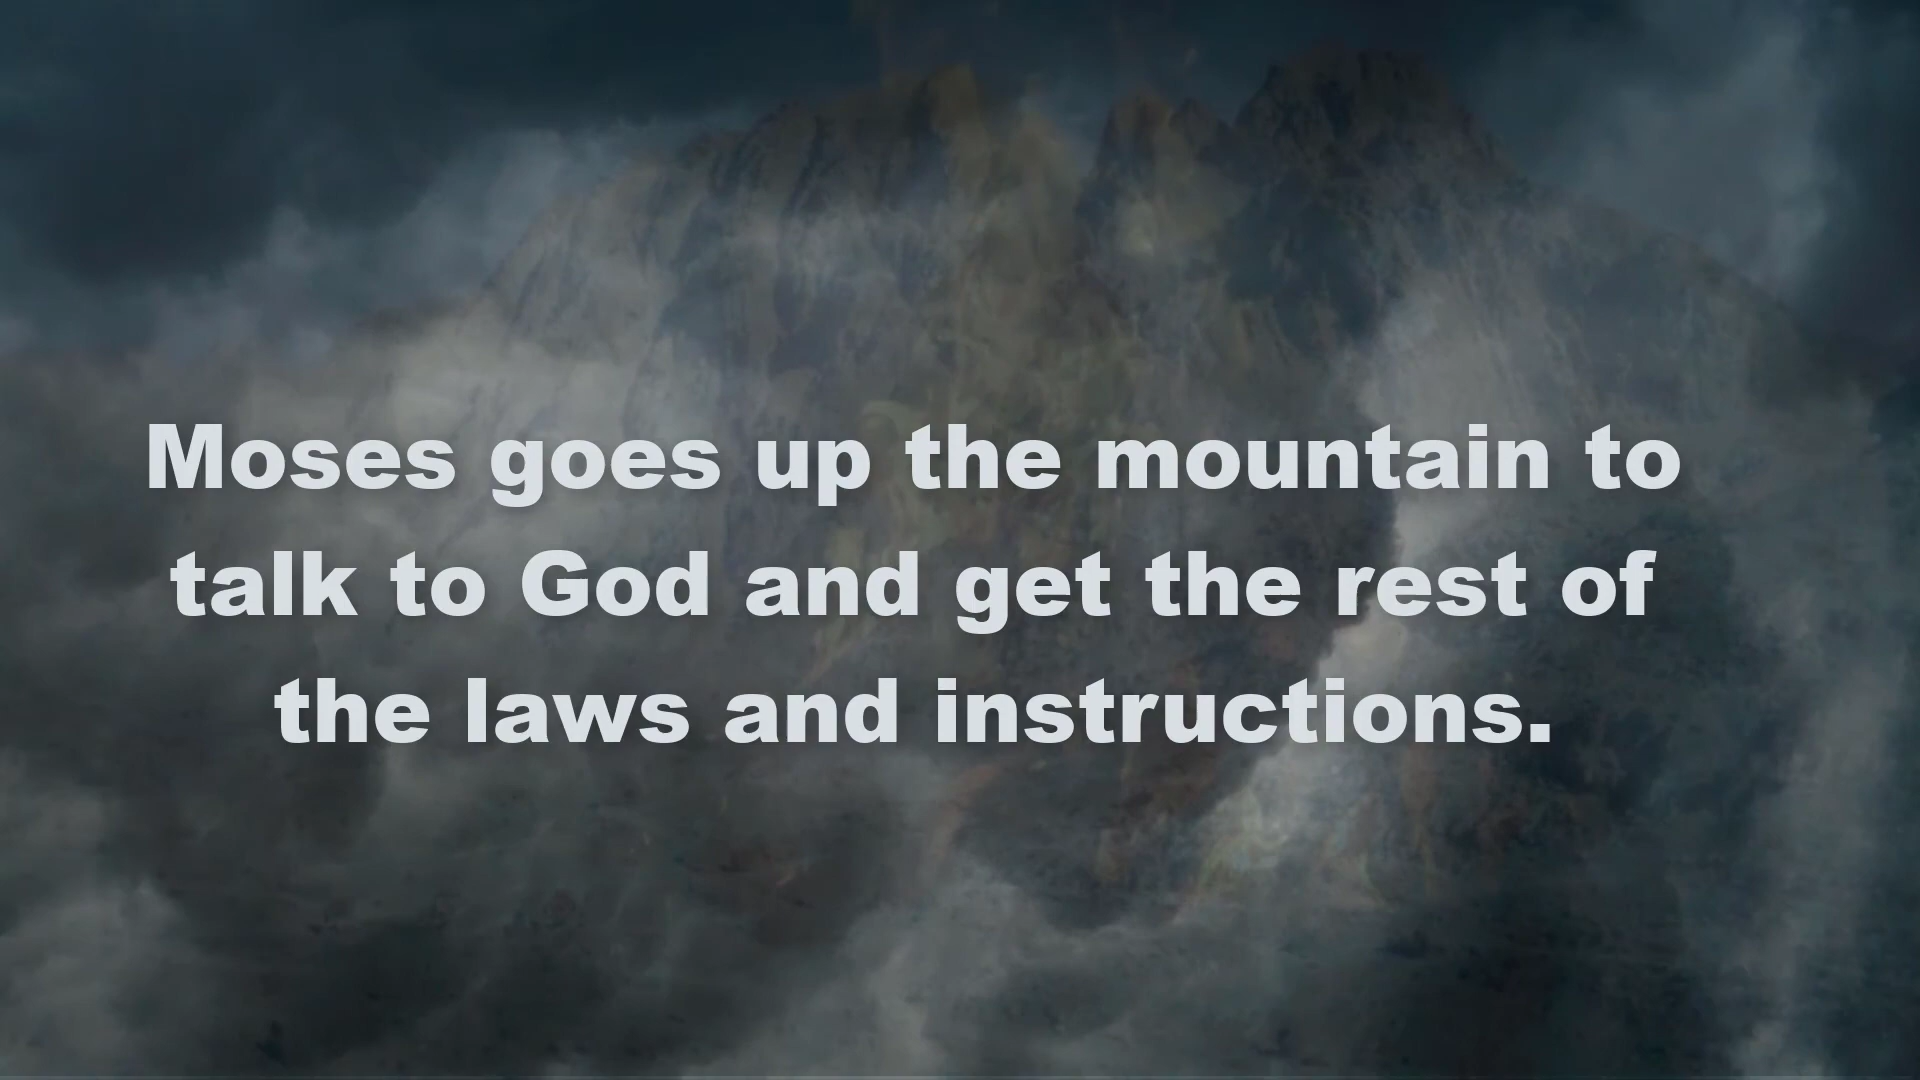 Moses goes up the mountain to
talk to God and get the rest of
the laws and instructions.